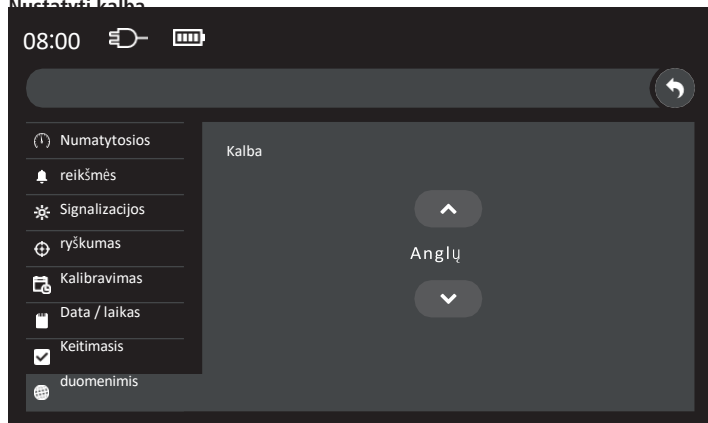 Nustatyti kalbą
08:00
Numatytosios
Kalba
reikšmės
Signalizacijos
ryškumas
Anglų
Kalibravimas
Data / laikas
Keitimasis
duomenimis